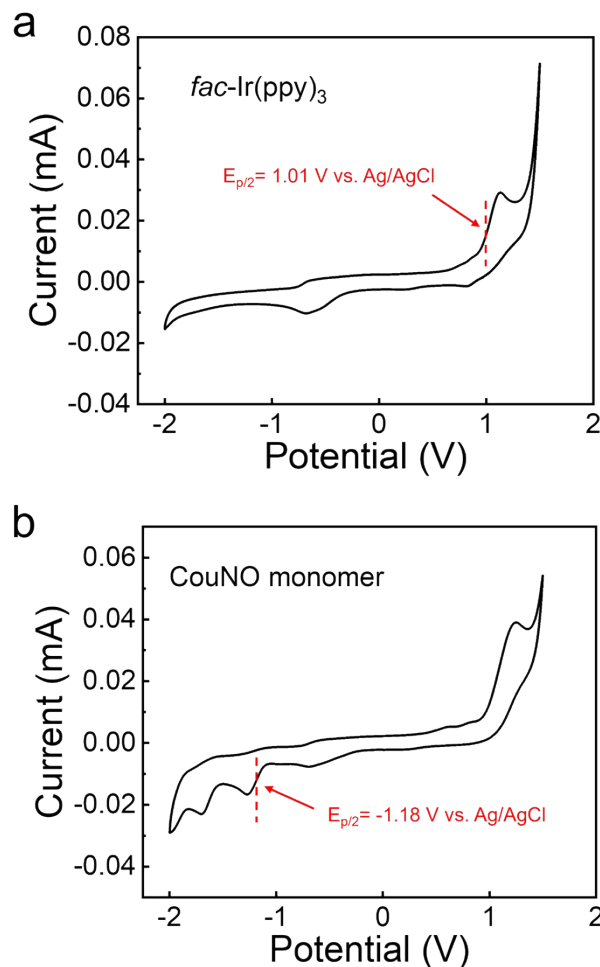 a
fac-Ir(ppy)3
Ep/2= 1.01 V vs. Ag/AgCl
Current (mA)
0.08
0.06
0.04
0.02
0.00
-0.02
-0.04
-2 -1 0 1 2
Potential (V)
b
CouNO monomer
Ep/2= -1.18 V vs. Ag/AgCl
Current (mA)
0.06
0.04
0.02
0.00
-0.02
-0.04
-2 -1 0 1 2
Potential (V)